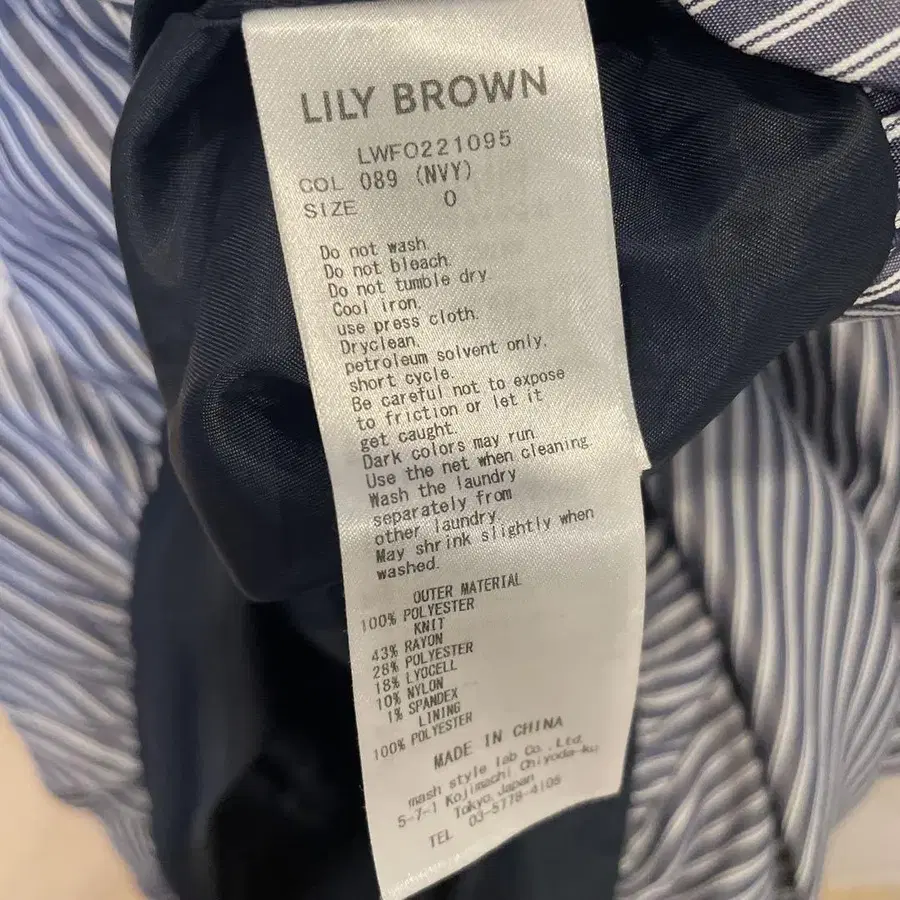 LILY BROWN
LWFO221095
COL 089 (NVY)
SIZE 0
Do not wash.
Do not bleach.
Do not tumble dry.
Cool iron.
use press cloth.
Dryclean.
petroleum solvent only.
short cycle.
Be careful not to expose
to friction or let it
get caught.
Dark colors may run
Use the net when cleaning.
Wash the laundry
separately from
other laundry.
May shrink slightly when
washed.
OUTER MATERIAL
100% POLYESTER
KNIT
43% RAYON
28% POLYESTER
18% LYOCELL
10% NYLON
1% SPANDEX
LINING
100% POLYESTER
MADE IN CHINA
mash style lab Co.,Ltd.
5-7-1 Kojimachi Chiyoda-ku
Tokyo, Japan
TEL 03-5778-4108